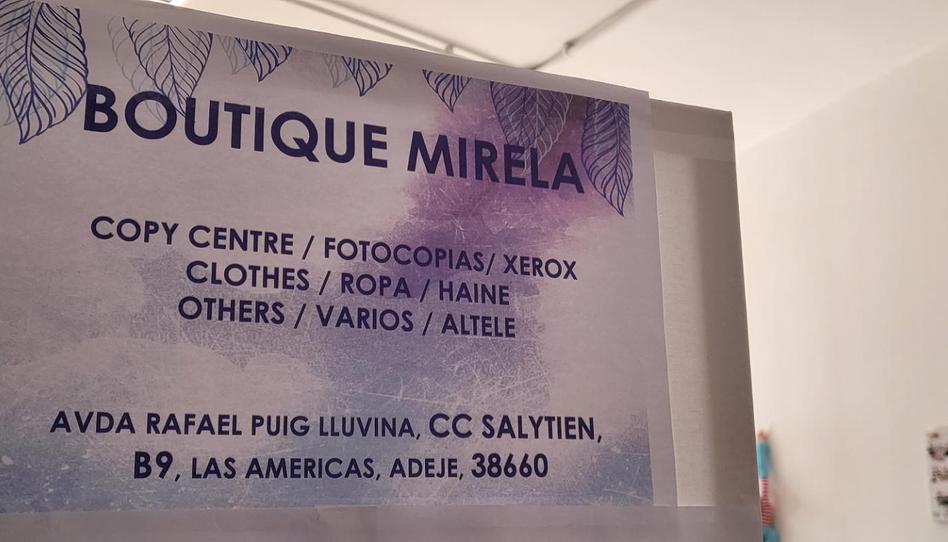 BOUTIQUE MIRELA
COPY CENTRE / FOTOCOPIAS/ XEROX
CLOTHES / ROPA / HAINE
OTHERS / VARIOS / ALTELE
AVDA RAFAEL PUIG LLUVINA, CC SALYTIEN,
B9, LAS AMERICAS, ADEJE, 38660